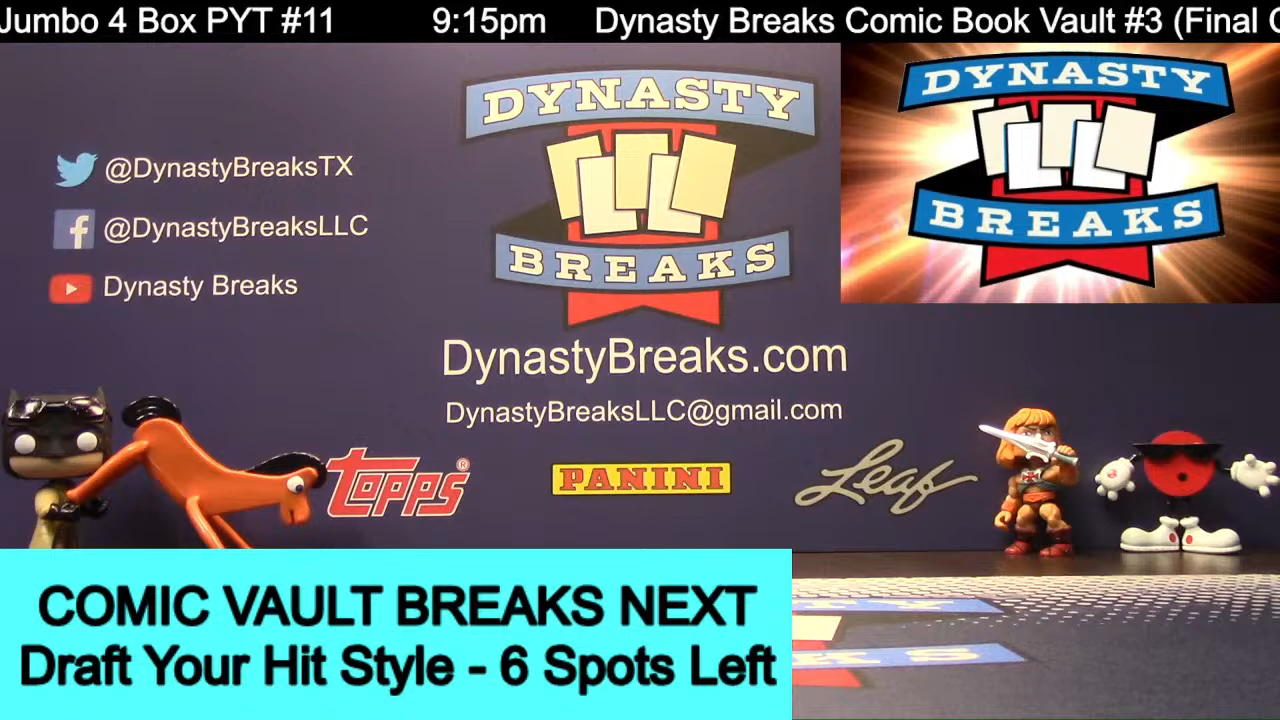 Jumbo 4 Box PYT #11 9:15pm Dynasty Breaks Comic Book Vault #3 (Final
DYNASTY
BREAKS
DYNASTY
BREAKS
@DynastyBreaksTX
@DynastyBreaksLLC
Dynasty Breaks
DynastyBreaks.com
DynastyBreaksLLC@gmail.com
TOPPS®
PANINI
Leaf
COMIC VAULT BREAKS NEXT
Draft Your Hit Style - 6 Spots Left